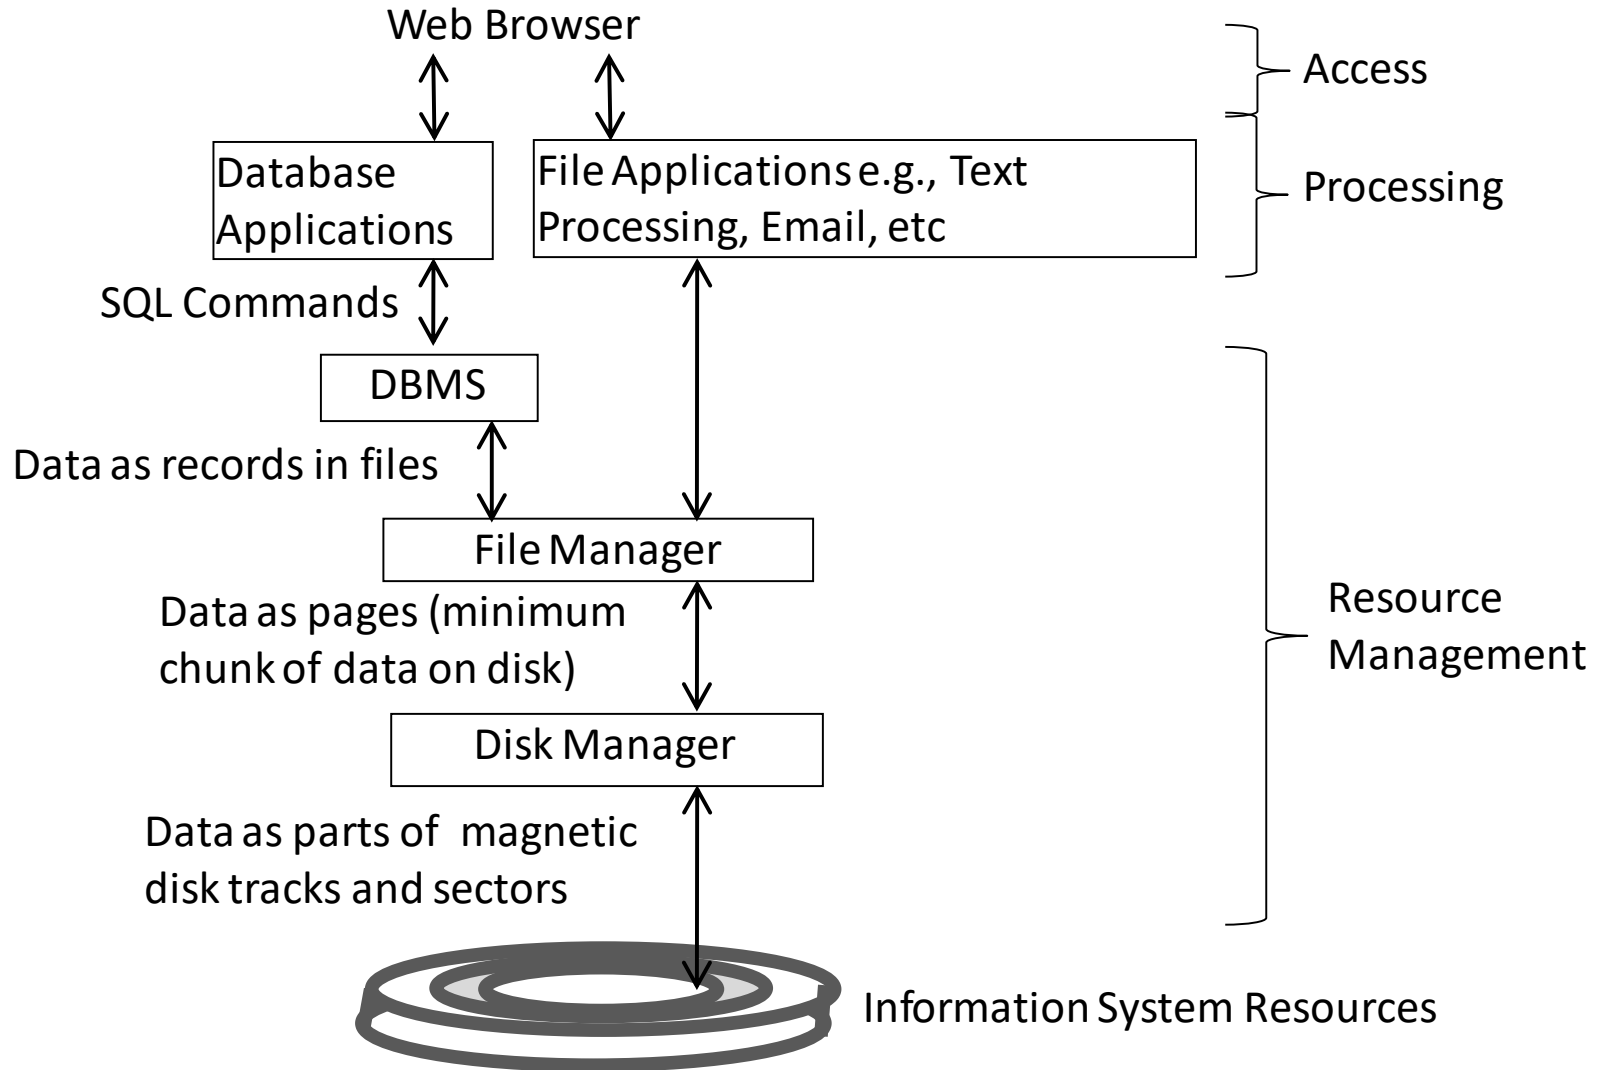 Web Browser
Access
Database
Applications
File Applications e.g., Text
Processing, Email, etc
Processing
SQL Commands
DBMS
Data as records in files
File Manager
Data as pages (minimum
chunk of data on disk)
Resource
Management
Disk Manager
Data as parts of magnetic
disk tracks and sectors
Information System Resources